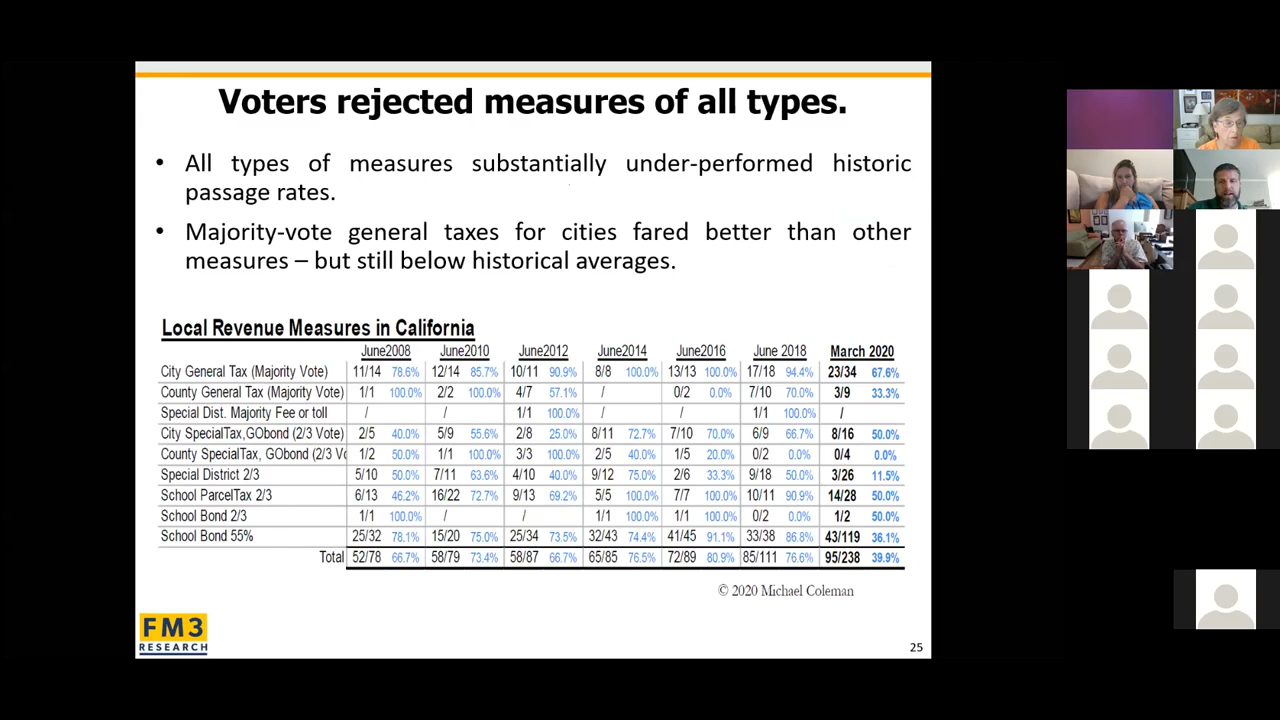 Voters rejected measures of all types.
• All types of measures substantially under-performed historic
passage rates.
• Majority-vote general taxes for cities fared better than other
measures – but still below historical averages.
Local Revenue Measures in California
June2008 June2010 June2012 June2014 June2016 June 2018 March 2020
City General Tax (Majority Vote) 11/14 78.6% 12/14 85.7% 10/11 90.9% 8/8 100.0% 13/13 100.0% 17/18 94.4% 23/34 67.6%
County General Tax (Majority Vote) 1/1 100.0% 2/2 100.0% 4/7 57.1% / 0/2 0.0% 7/10 70.0% 3/9 33.3%
Special Dist. Majority Fee or toll / / 1/1 100.0% / / 1/1 100.0% /
City SpecialTax,GObond (2/3 Vote) 2/5 40.0% 5/9 55.6% 2/8 25.0% 8/11 72.7% 7/10 70.0% 6/9 66.7% 8/16 50.0%
County SpecialTax, GObond (2/3 Vo 1/2 50.0% 1/1 100.0% 3/3 100.0% 2/5 40.0% 1/5 20.0% 0/2 0.0% 0/4 0.0%
Special District 2/3 5/10 50.0% 7/11 63.6% 4/10 40.0% 9/12 75.0% 2/6 33.3% 9/18 50.0% 3/26 11.5%
School ParcelTax 2/3 6/13 46.2% 16/22 72.7% 9/13 69.2% 5/5 100.0% 7/7 100.0% 10/11 90.9% 14/28 50.0%
School Bond 2/3 1/1 100.0% / / 1/1 100.0% 1/1 100.0% 0/2 0.0% 1/2 50.0%
School Bond 55% 25/32 78.1% 15/20 75.0% 25/34 73.5% 32/43 74.4% 41/45 91.1% 33/38 86.8% 43/119 36.1%
Total 52/78 66.7% 58/79 73.4% 58/87 66.7% 65/85 76.5% 72/89 80.9% 85/111 76.6% 95/238 39.9%
© 2020 Michael Coleman
FM3
RESEARCH
25